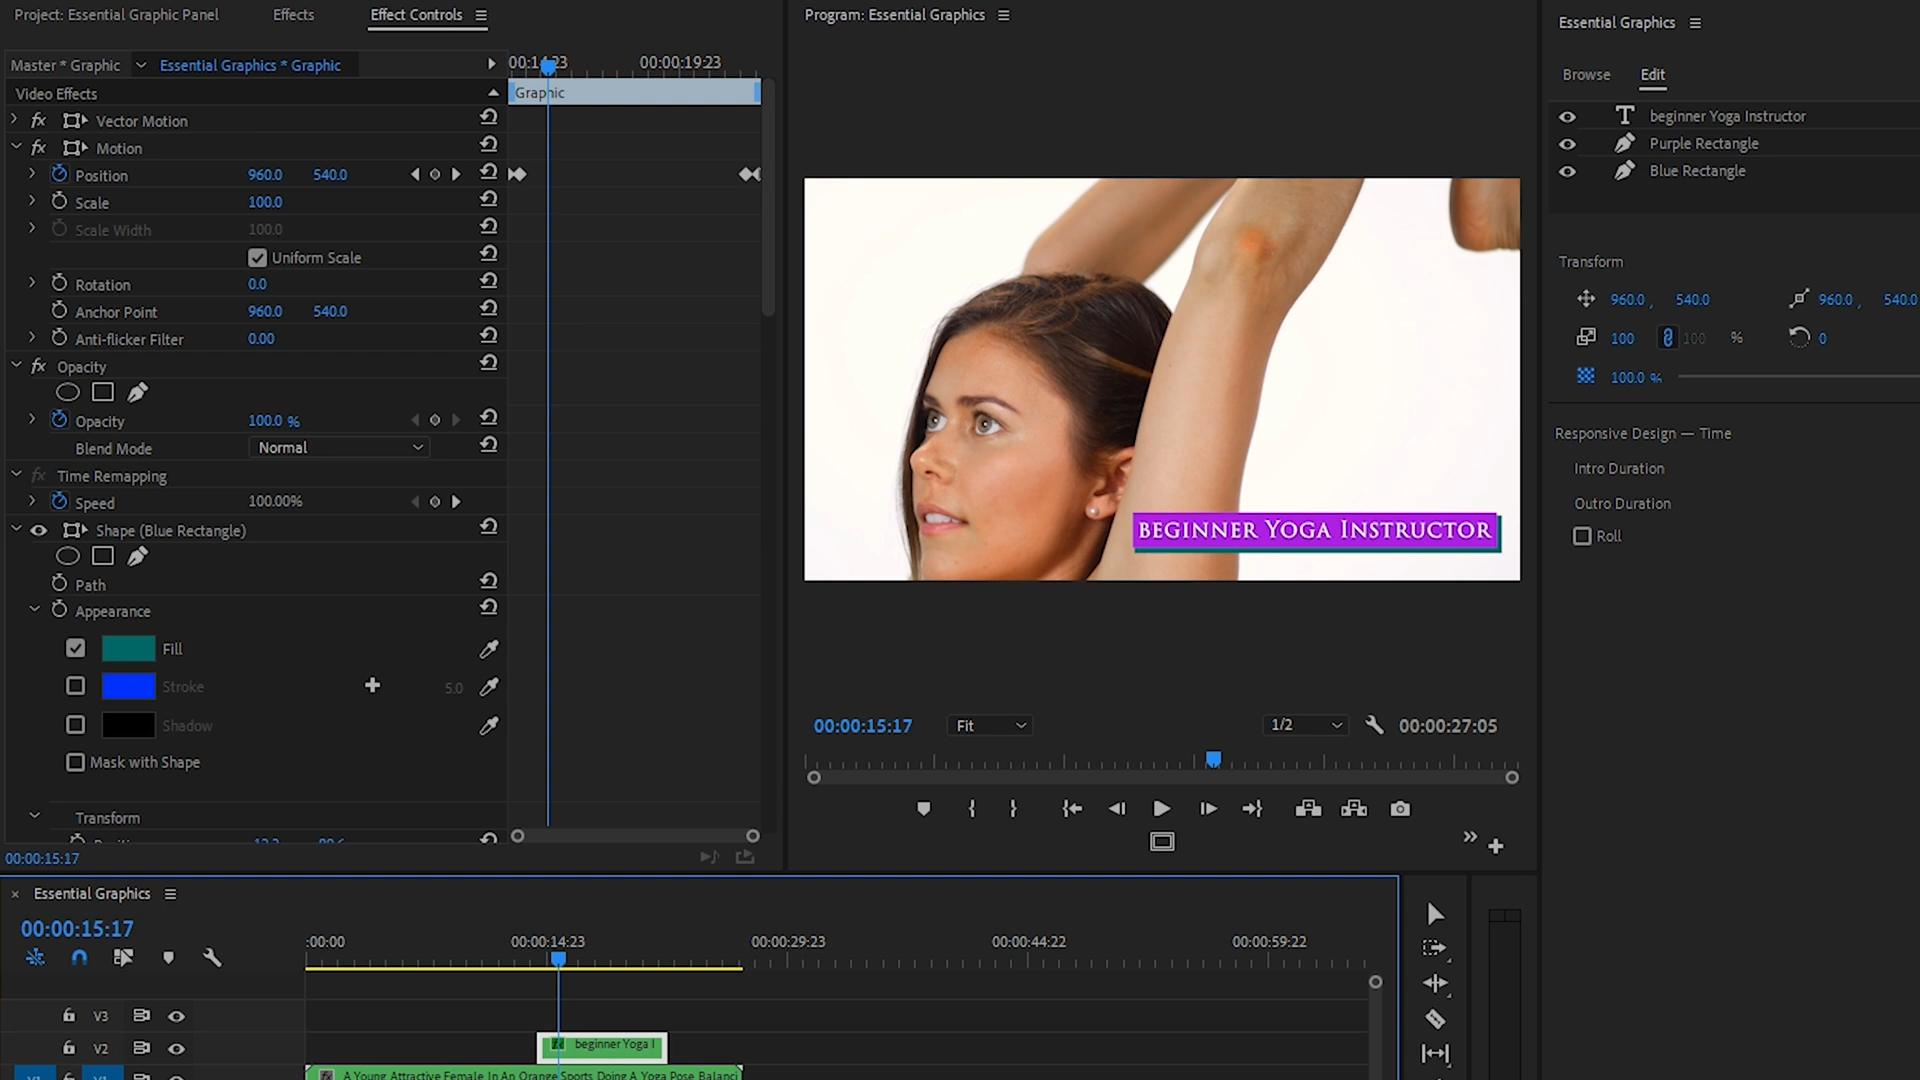 Project: Essential Graphic Panel
Effects
Effect Controls
Master * Graphic
Essential Graphics * Graphic
00:14:23
00:00:19:23
Video Effects
Graphic
fx Vector Motion
fx Motion
Position 960.0 540.0
Scale 100.0
Scale Width 100.0
Uniform Scale
Rotation 0.0
Anchor Point 960.0 540.0
Anti-flicker Filter 0.00
fx Opacity
Opacity 100.0 %
Blend Mode Normal
fx Time Remapping
Speed 100.00%
Shape (Blue Rectangle)
Path
Appearance
Fill
Stroke 5.0
Shadow
Mask with Shape
Transform
00:00:15:17
Program: Essential Graphics
beginner Yoga Instructor
00:00:15:17
Fit
1/2
00:00:27:05
Essential Graphics
Browse
Edit
beginner Yoga Instructor
Purple Rectangle
Blue Rectangle
Transform
960.0 , 540.0
960.0 , 540.0
100 100 %
0
100.0 %
Responsive Design — Time
Intro Duration
Outro Duration
Roll
× Essential Graphics
00:00:15:17
:00:00
00:00:14:23
00:00:29:23
00:00:44:22
00:00:59:22
V3
V2
beginner Yoga I
fx A Young Attractive Female In An Orange Sports Doing A Yoga Pose Balanci